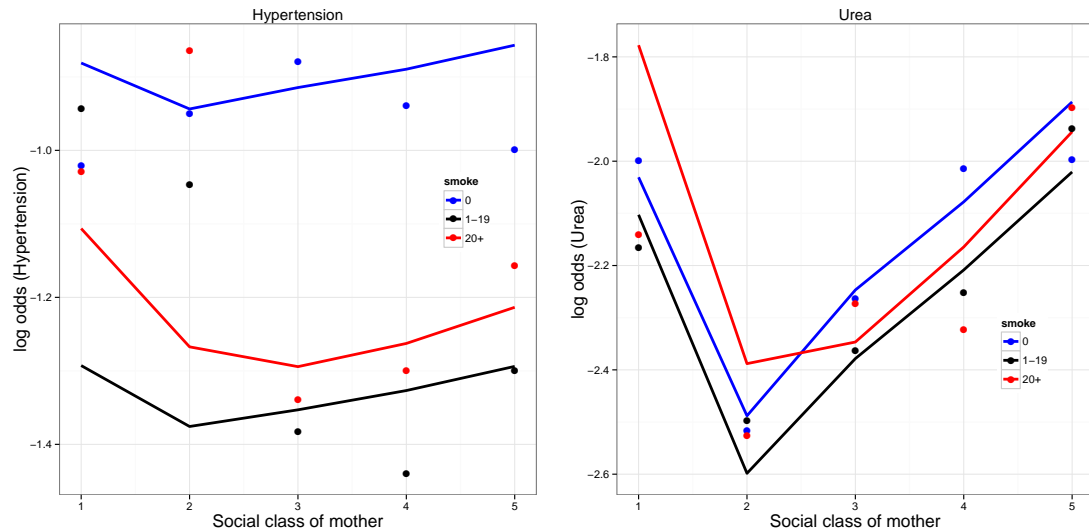 Hypertension
log odds (Hypertension)
−1.0
−1.2
−1.4
1 2 3 4 5
Social class of mother
smoke
0
1−19
20+
Urea
log odds (Urea)
−1.8
−2.0
−2.2
−2.4
−2.6
1 2 3 4 5
Social class of mother
smoke
0
1−19
20+